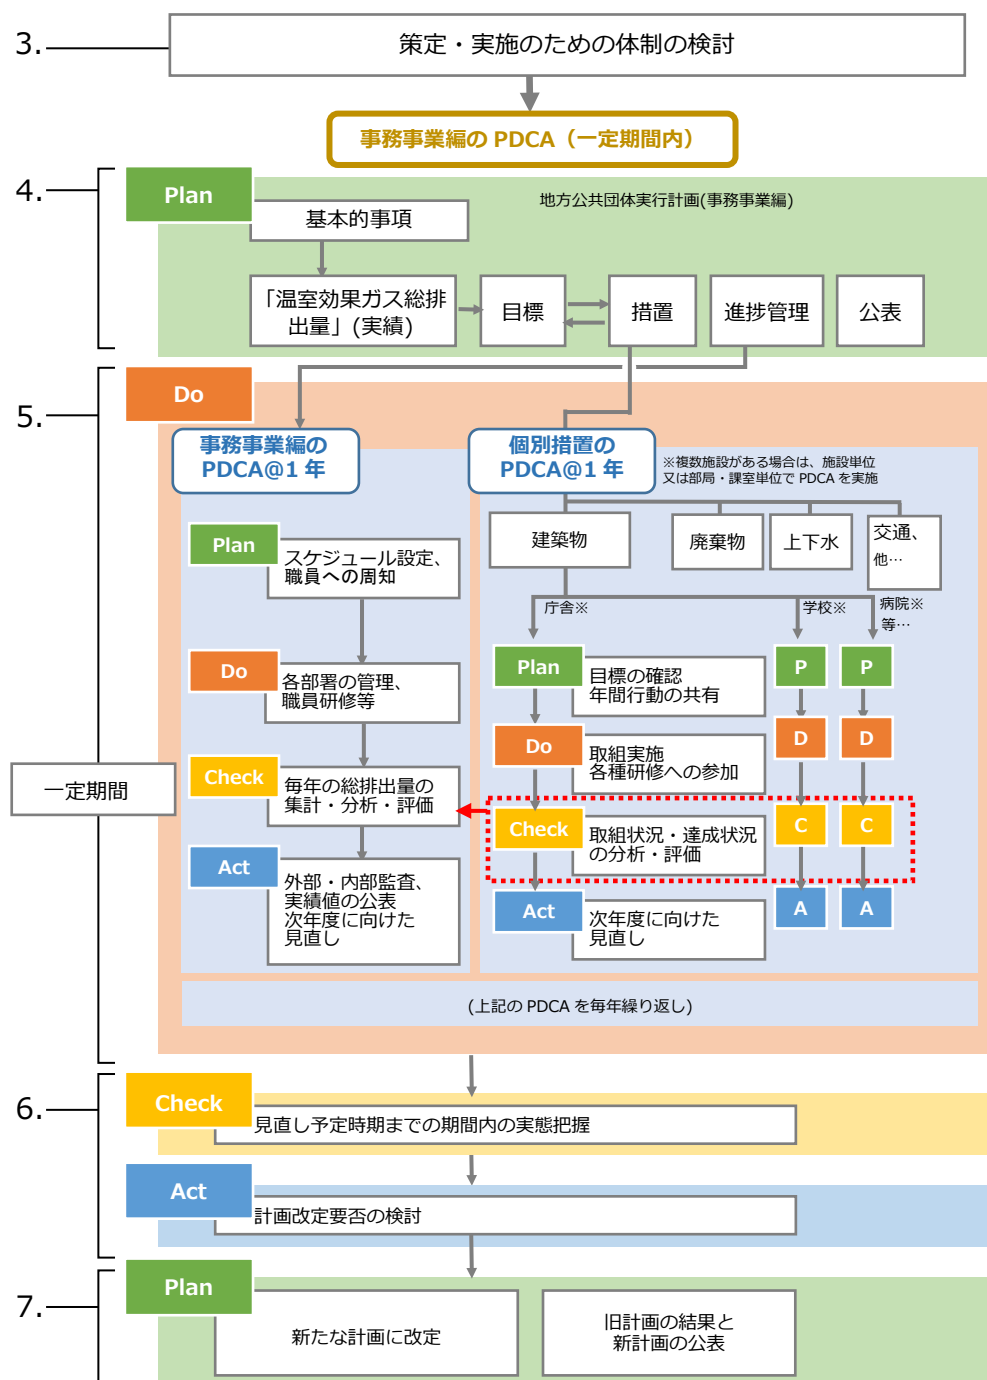 3.
策定・実施のための体制の検討
事務事業編の PDCA（一定期間内）
4.
Plan
地方公共団体実行計画(事務事業編)
基本的事項
「温室効果ガス総排
出量」(実績)
目標
措置
進捗管理
公表
5.
Do
事務事業編の
PDCA@1 年
個別措置の
PDCA@1 年
※複数施設がある場合は、施設単位
又は部局・課室単位で PDCA を実施
Plan
スケジュール設定、
職員への周知
Do
各部署の管理、
職員研修等
Check
毎年の総排出量の
集計・分析・評価
Act
外部・内部監査、
実績値の公表
次年度に向けた
見直し
建築物
廃棄物
上下水
交通、
他…
庁舎※
学校※
病院※
等…
Plan
目標の確認
年間行動の共有
P
P
Do
取組実施
各種研修への参加
D
D
Check
取組状況・達成状況
の分析・評価
C
C
Act
次年度に向けた
見直し
A
A
一定期間
(上記の PDCA を毎年繰り返し)
6.
Check
見直し予定時期までの期間内の実態把握
Act
計画改定要否の検討
7.
Plan
新たな計画に改定
旧計画の結果と
新計画の公表